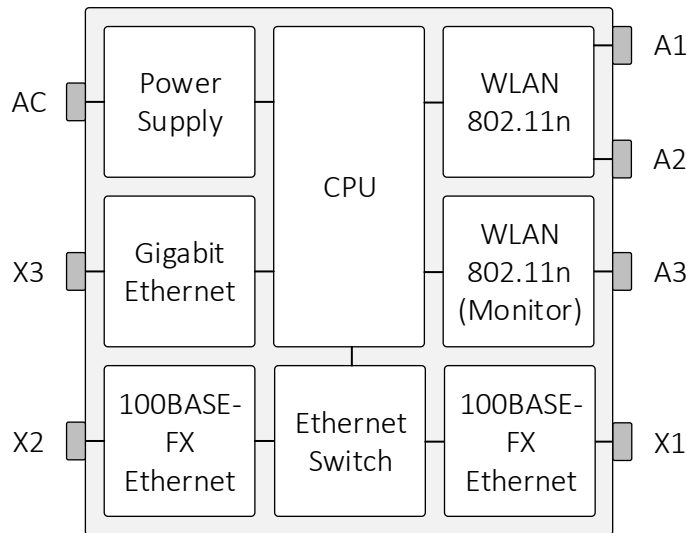 AC
Power
Supply
CPU
WLAN
802.11n
A1
A2
X3
Gigabit
Ethernet
WLAN
802.11n
(Monitor)
A3
X2
100BASE-
FX
Ethernet
Ethernet
Switch
100BASE-
FX
Ethernet
X1